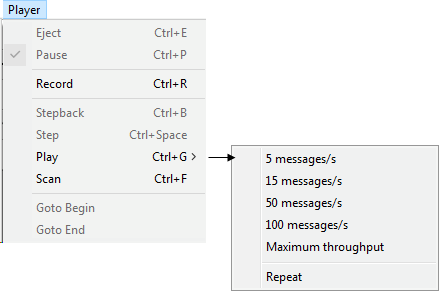 Player
Eject Ctrl+E
Pause Ctrl+P
Record Ctrl+R
Stepback Ctrl+B
Step Ctrl+Space
Play Ctrl+G
Scan Ctrl+F
Goto Begin
Goto End
5 messages/s
15 messages/s
50 messages/s
100 messages/s
Maximum throughput
Repeat